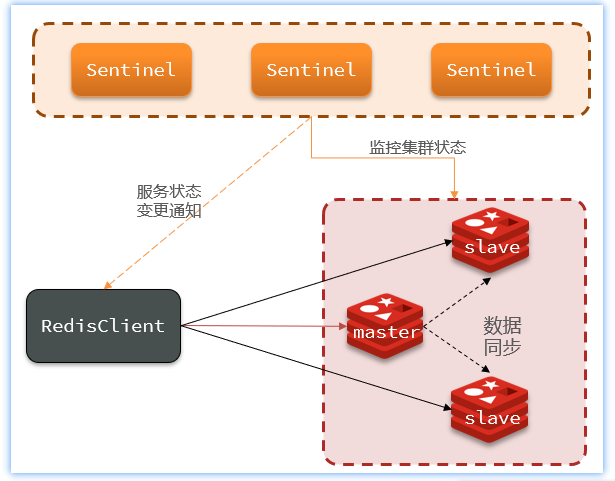 Sentinel
Sentinel
Sentinel
监控集群状态
服务状态
变更通知
slave
RedisClient
master
数据
同步
slave